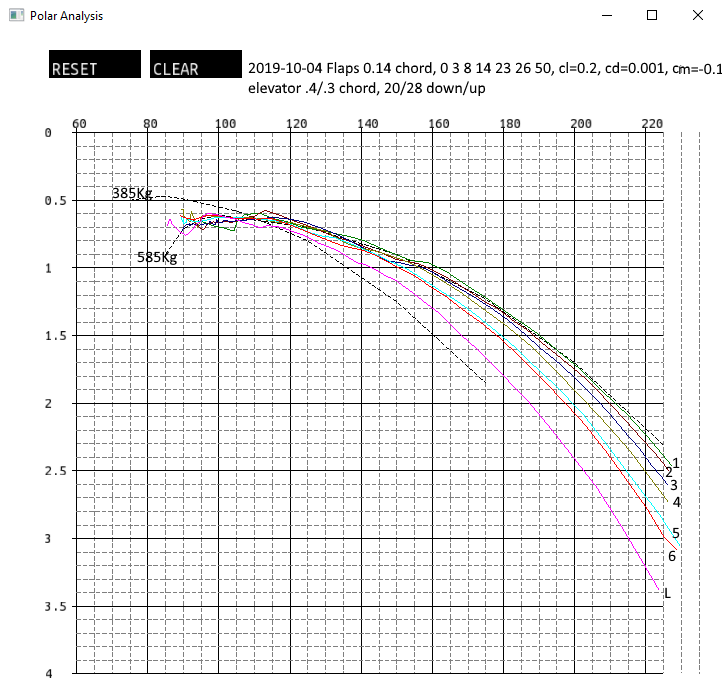 Polar Analysis
RESET CLEAR 2019-10-04 Flaps 0.14 chord, 0 3 8 14 23 26 50, cl=0.2, cd=0.001, cm=-0.1
elevator .4/.3 chord, 20/28 down/up
60 80 100 120 140 160 180 200 220
0
385Kg
0.5
585Kg
1
1.5
2
1
2
2.5
3
4
5
3
6
L
3.5
4